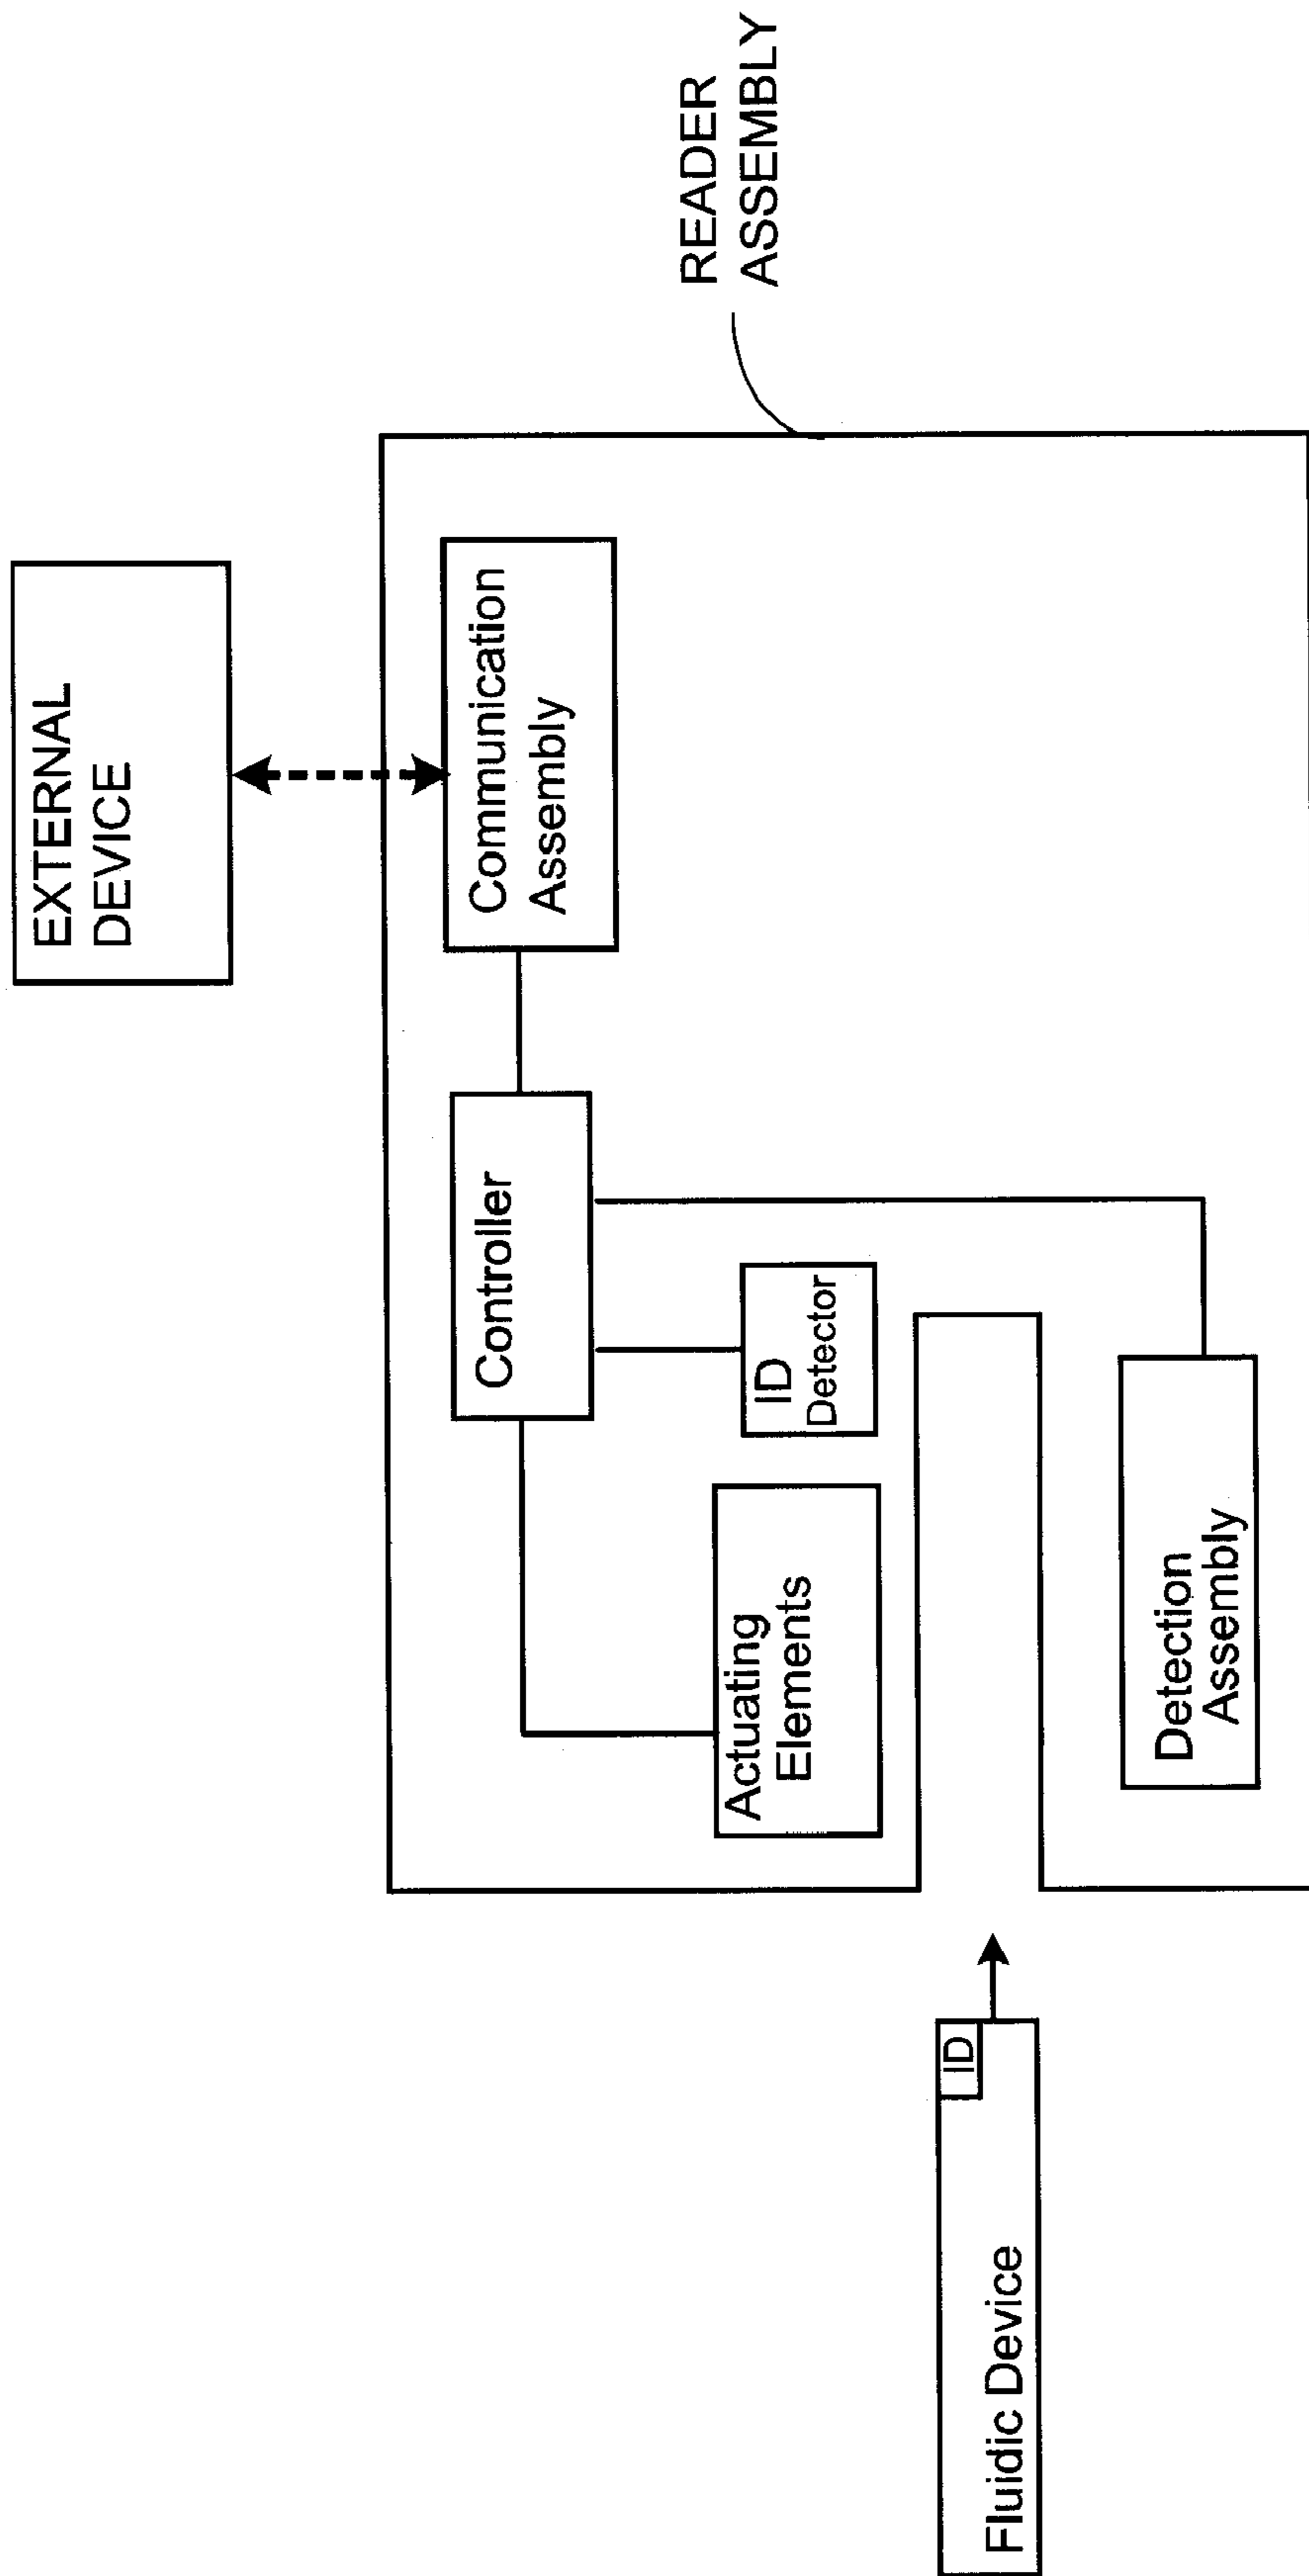 EXTERNAL
DEVICE
READER
ASSEMBLY
Communication
Assembly
Controller
ID
Detector
Actuating
Elements
Detection
Assembly
ID
Fluidic Device